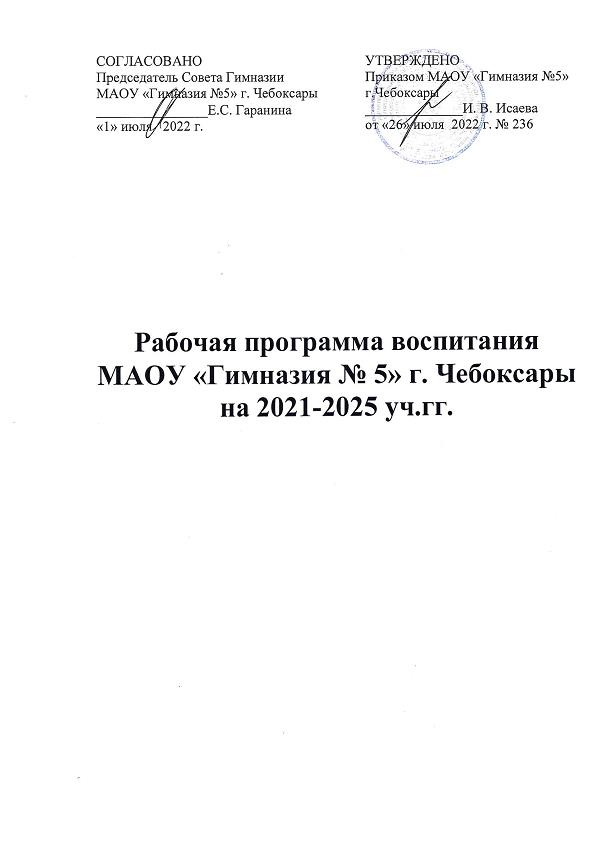 СОГЛАСОВАНО
Председатель Совета Гимназии
МАОУ «Гимназия №5» г. Чебоксары
________________Е.С. Гаранина
«1» июля 2022 г.
УТВЕРЖДЕНО
Приказом МАОУ «Гимназия №5»
г.Чебоксары
______________И. В. Исаева
от «26» июля 2022 г. № 236
Рабочая программа воспитания
МАОУ «Гимназия № 5» г. Чебоксары
на 2021-2025 уч.гг.